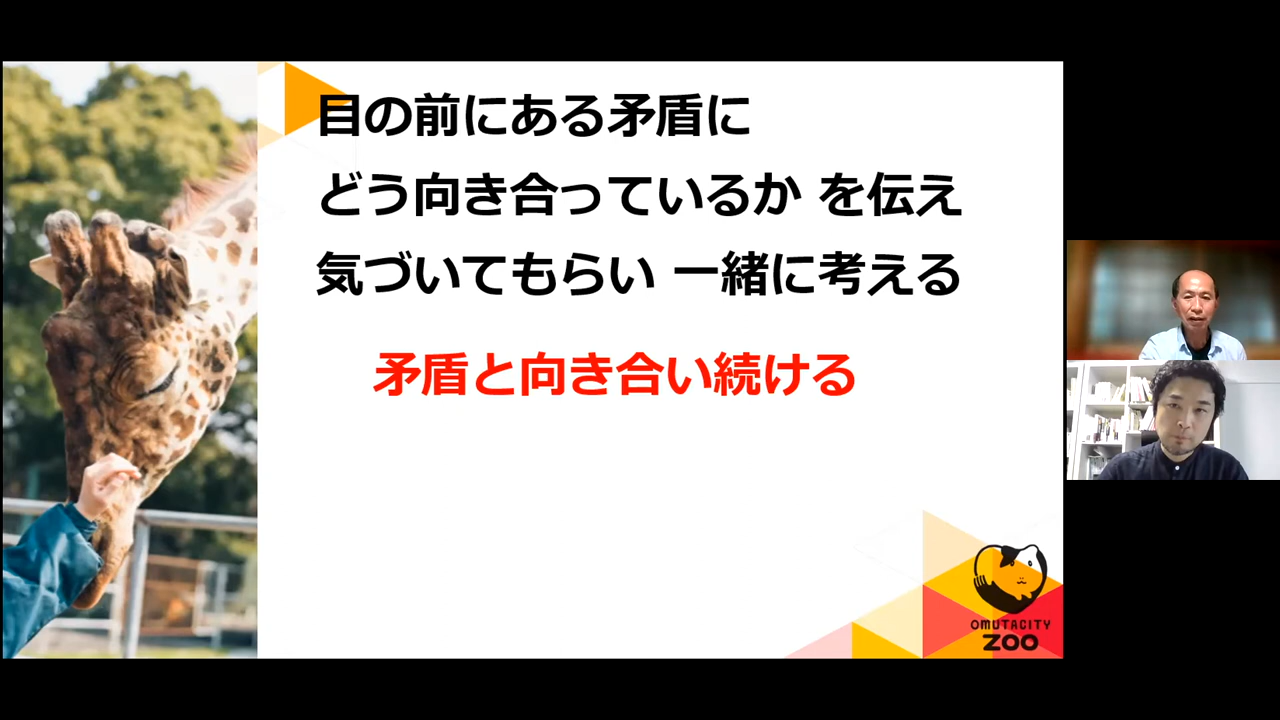 目の前にある矛盾に
どう向き合っているか を伝え
気づいてもらい 一緒に考える
矛盾と向き合い続ける
OMUTACITY
ZOO